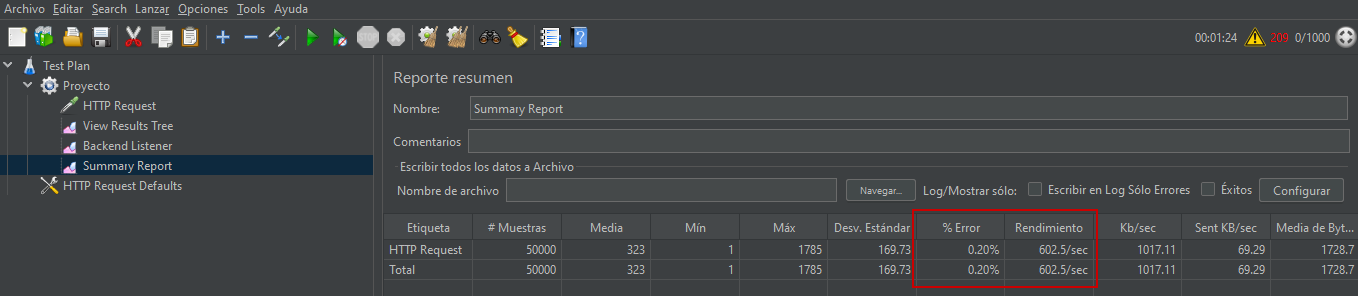 Archivo Editar Search Lanzar Opciones Tools Ayuda
STOP 00:01:24 209 0/1000
Test Plan
Proyecto
HTTP Request
View Results Tree
Backend Listener
Summary Report
HTTP Request Defaults
Reporte resumen
Nombre: Summary Report
Comentarios
Escribir todos los datos a Archivo
Nombre de archivo Navegar... Log/Mostrar sólo: Escribir en Log Sólo Errores Éxitos Configurar
Etiqueta # Muestras Media Mín Máx Desv. Estándar % Error Rendimiento Kb/sec Sent KB/sec Media de Byt...
HTTP Request 50000 323 1 1785 169.73 0.20% 602.5/sec 1017.11 69.29 1728.7
Total 50000 323 1 1785 169.73 0.20% 602.5/sec 1017.11 69.29 1728.7